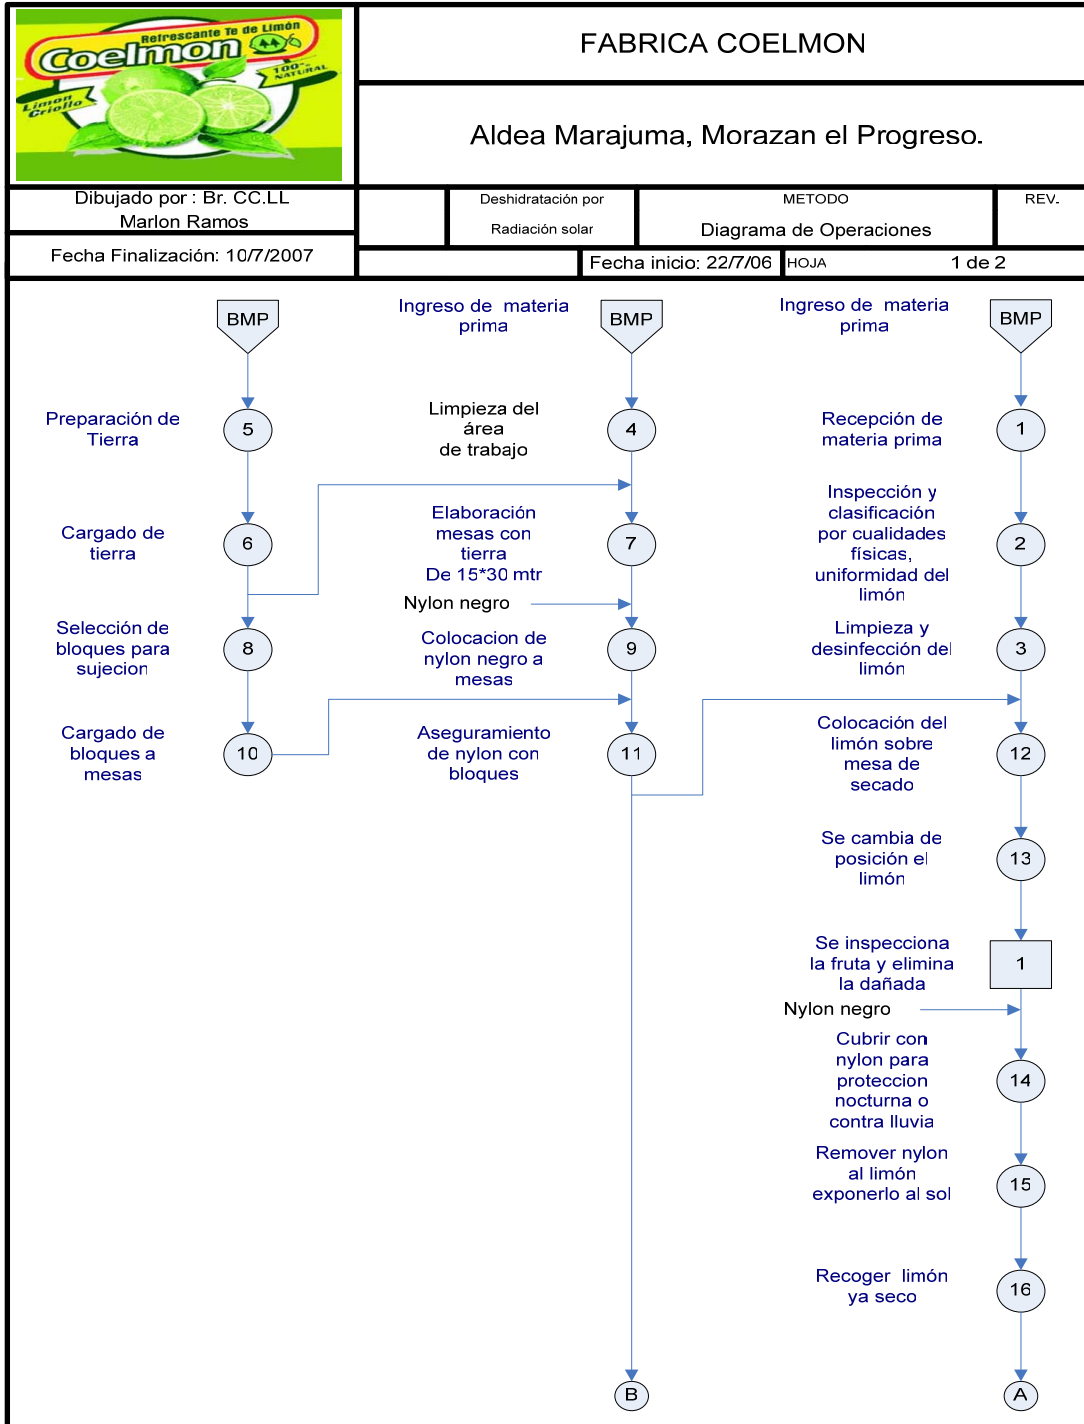 Refrescante Te de Limón
Coelmon
100%
NATURAL
Limon
Criollo
FABRICA COELMON
Aldea Marajuma, Morazan el Progreso.
Dibujado por : Br. CC.LL
Marlon Ramos
Fecha Finalización: 10/7/2007
Deshidratación por
Radiación solar
METODO
Diagrama de Operaciones
REV.
Fecha inicio: 22/7/06
HOJA
1 de 2
BMP
Preparación de
Tierra
5
Cargado de
tierra
6
Selección de
bloques para
sujecion
8
Cargado de
bloques a
mesas
10
Ingreso de materia
prima
BMP
Limpieza del
área
de trabajo
4
Elaboración
mesas con
tierra
De 15*30 mtr
7
Nylon negro
Colocacion de
nylon negro a
mesas
9
Aseguramiento
de nylon con
bloques
11
B
Ingreso de materia
prima
BMP
Recepción de
materia prima
1
Inspección y
clasificación
por cualidades
físicas,
uniformidad del
limón
2
Limpieza y
desinfección del
limón
3
Colocación del
limón sobre
mesa de
secado
12
Se cambia de
posición el
limón
13
Se inspecciona
la fruta y elimina
la dañada
1
Nylon negro
Cubrir con
nylon para
proteccion
nocturna o
contra lluvia
14
Remover nylon
al limón
exponerlo al sol
15
Recoger limón
ya seco
16
A